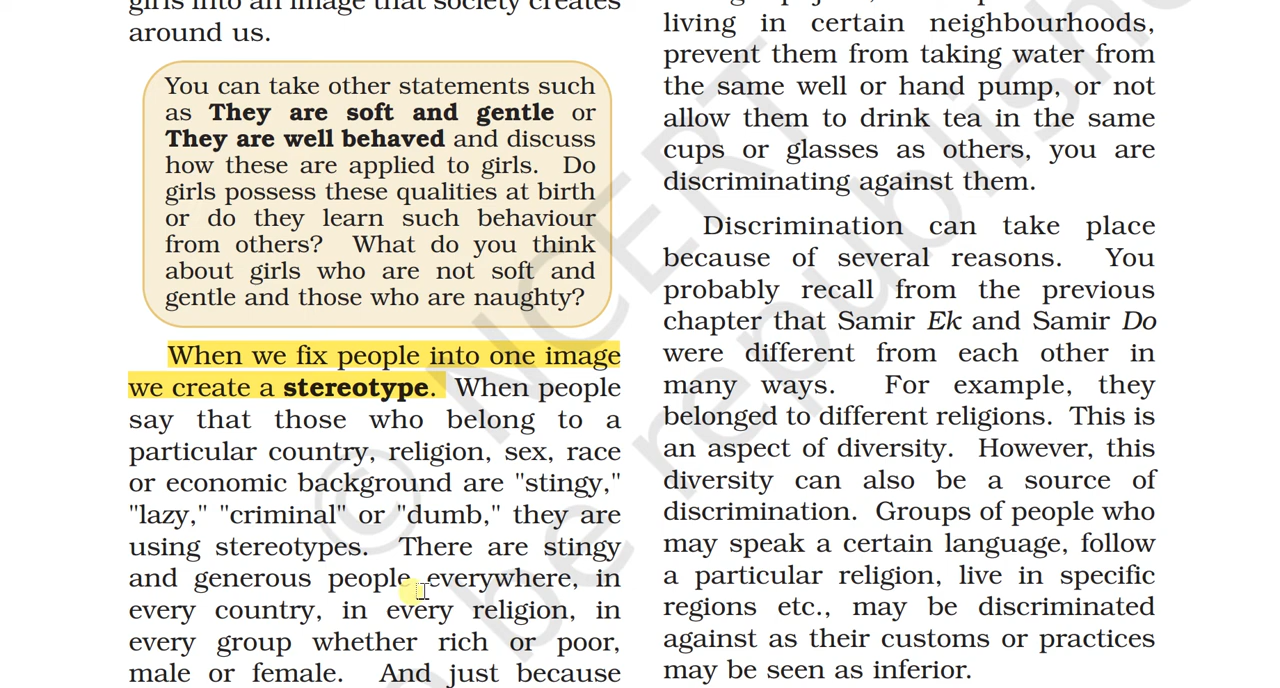 girls into an image that society creates
around us.
You can take other statements such
as They are soft and gentle or
They are well behaved and discuss
how these are applied to girls. Do
girls possess these qualities at birth
or do they learn such behaviour
from others? What do you think
about girls who are not soft and
gentle and those who are naughty?
When we fix people into one image
we create a stereotype. When people
say that those who belong to a
particular country, religion, sex, race
or economic background are "stingy,"
"lazy," "criminal" or "dumb," they are
using stereotypes. There are stingy
and generous people everywhere, in
every country, in every religion, in
every group whether rich or poor,
male or female. And just because
living in certain neighbourhoods,
prevent them from taking water from
the same well or hand pump, or not
allow them to drink tea in the same
cups or glasses as others, you are
discriminating against them.
Discrimination can take place
because of several reasons. You
probably recall from the previous
chapter that Samir Ek and Samir Do
were different from each other in
many ways. For example, they
belonged to different religions. This is
an aspect of diversity. However, this
diversity can also be a source of
discrimination. Groups of people who
may speak a certain language, follow
a particular religion, live in specific
regions etc., may be discriminated
against as their customs or practices
may be seen as inferior.
© NCERT
be republished